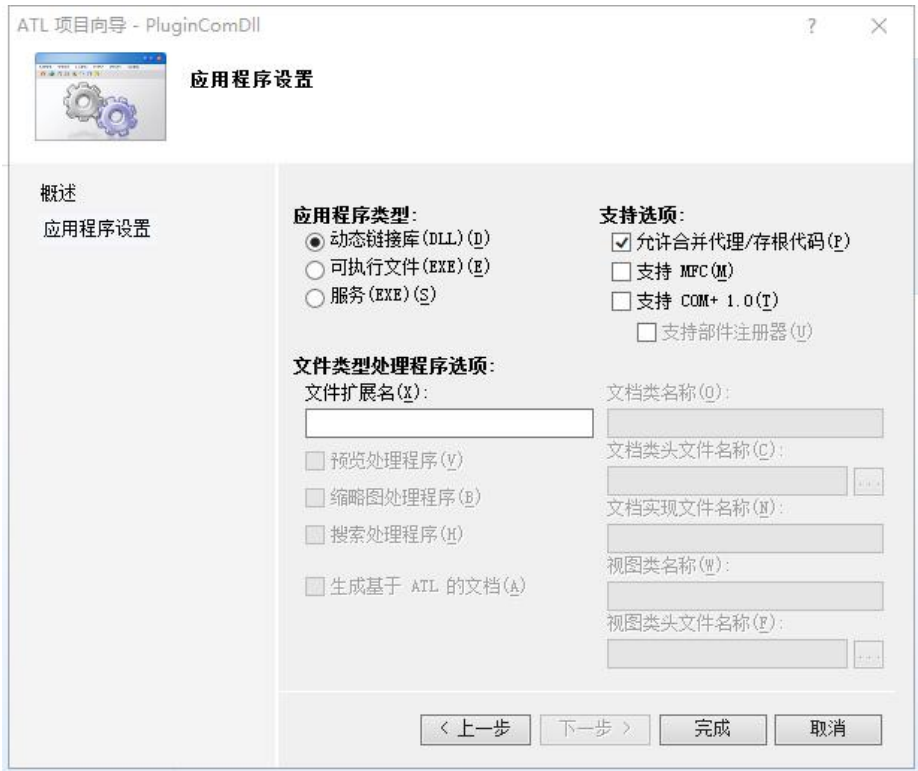 ATL 项目向导 - PluginComDll
?
应用程序设置
概述
应用程序设置
应用程序类型:
动态链接库(DLL)(D)
可执行文件(EXE)(E)
服务(EXE)(S)
支持选项:
允许合并代理/存根代码(P)
支持 MFC(M)
支持 COM+ 1.0(T)
支持部件注册器(U)
文件类型处理程序选项:
文件扩展名(X):
预览处理程序(V)
缩略图处理程序(B)
搜索处理程序(H)
生成基于 ATL 的文档(A)
文档类名称(O):
文档类头文件名称(C):
...
文档实现文件名称(N):
视图类名称(W):
视图类头文件名称(F):
...
< 上一步
下一步 >
完成
取消